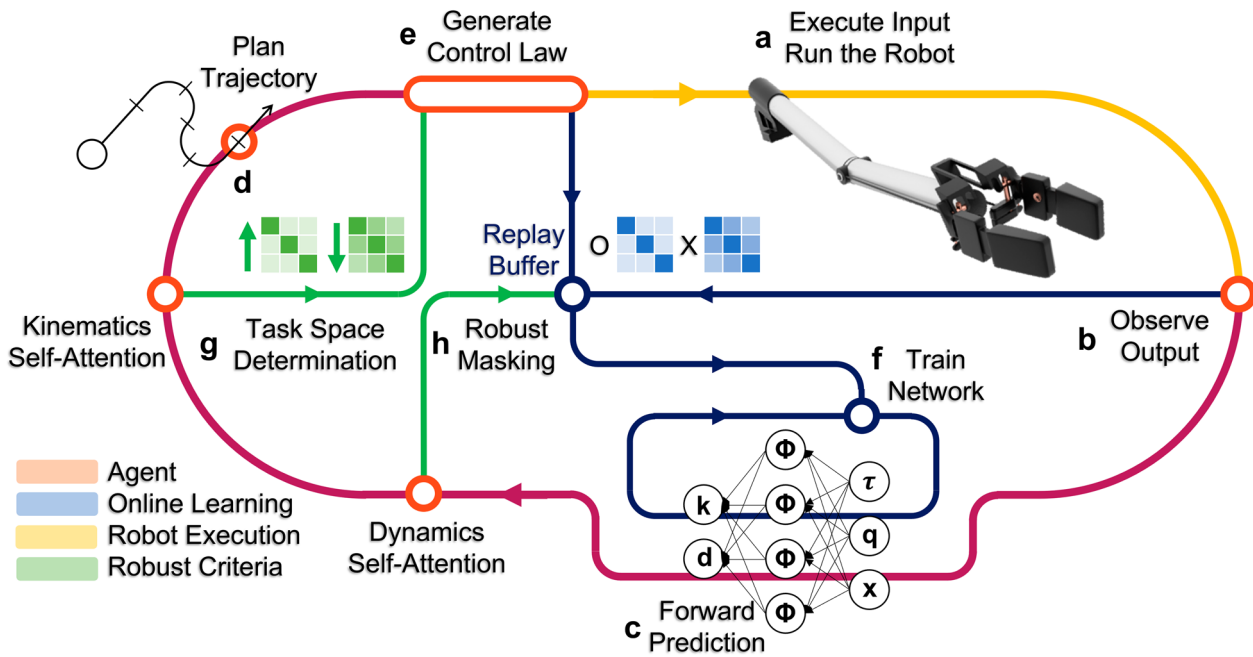 e
Generate
Control Law
a
Execute Input
Run the Robot
Plan
Trajectory
d
Replay
Buffer
O
X
Kinematics
Self-Attention
g
Task Space
Determination
h
Robust
Masking
b
Observe
Output
f
Train
Network
Φ
τ
k
Φ
q
d
Φ
x
Φ
Agent
Online Learning
Robot Execution
Robust Criteria
Dynamics
Self-Attention
c
Forward
Prediction